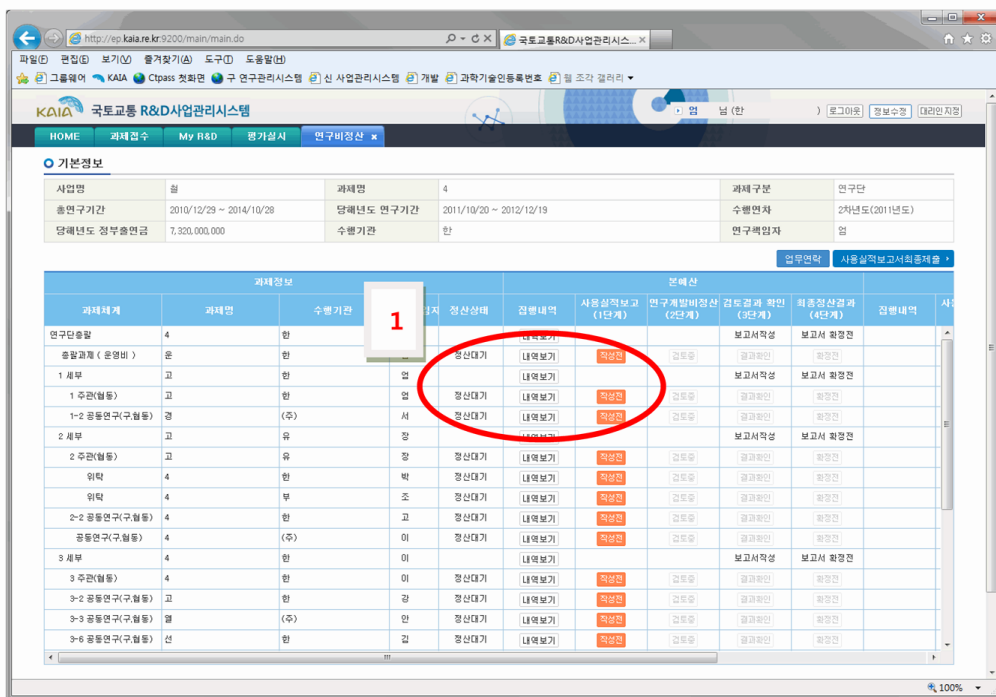 http://ep.kaia.re.kr:9200/main/main.do 국토교통R&D사업관리시스...
파일(F) 편집(E) 보기(V) 즐겨찾기(A) 도구(T) 도움말(H)
그룹웨어 KAIA Ctpass 첫화면 구 연구관리시스템 신 사업관리시스템 개발 과학기술인등록번호 웹 조각 갤러리
KAIA 국토교통 R&D사업관리시스템 엄 님 (한 ) 로그아웃 정보수정 대리인지정
HOME 과제접수 My R&D 평가실시 연구비정산 x
기본정보
사업명 철 과제명 4 과제구분 연구단
총연구기간 2010/12/29 ~ 2014/10/28 당해년도 연구기간 2011/10/20 ~ 2012/12/19 수행연차 2차년도(2011년도)
당해년도 정부출연금 7,320,000,000 수행기관 한 연구책임자 엄
업무연락 사용실적보고서최종제출
과제정보 본예산
과제체계 과제명 수행기관 정산상태 집행내역 사용실적보고 (1단계) 연구개발비정산 (2단계) 검토결과 확인 (3단계) 최종정산결과 (4단계) 집행내역
1
연구단총괄 4 한 내역보기 보고서작성 보고서 확정전
총괄과제 ( 운영비 ) 운 한 정산대기 내역보기 작성전 검토중 결과확인 확정전
1 세부 고 한 엄 내역보기 보고서작성 보고서 확정전
1 주관(협동) 고 한 엄 정산대기 내역보기 작성전 검토중 결과확인 확정전
1-2 공동연구(구,협동) 경 (주) 서 정산대기 내역보기 작성전 검토중 결과확인 확정전
2 세부 고 유 장 내역보기 보고서작성 보고서 확정전
2 주관(협동) 고 유 장 정산대기 내역보기 작성전 검토중 결과확인 확정전
위탁 4 한 박 정산대기 내역보기 작성전 검토중 결과확인 확정전
위탁 4 부 조 정산대기 내역보기 작성전 검토중 결과확인 확정전
2-2 공동연구(구,협동) 4 한 고 정산대기 내역보기 작성전 검토중 결과확인 확정전
공동연구(구,협동) 4 (주) 이 정산대기 내역보기 작성전 검토중 결과확인 확정전
3 세부 4 한 이 내역보기 보고서작성 보고서 확정전
3 주관(협동) 4 한 이 정산대기 내역보기 작성전 검토중 결과확인 확정전
3-2 공동연구(구,협동) 고 한 강 정산대기 내역보기 작성전 검토중 결과확인 확정전
3-3 공동연구(구,협동) 열 (주) 안 정산대기 내역보기 작성전 검토중 결과확인 확정전
3-6 공동연구(구,협동) 선 한 김 정산대기 내역보기 작성전 검토중 결과확인 확정전
100%